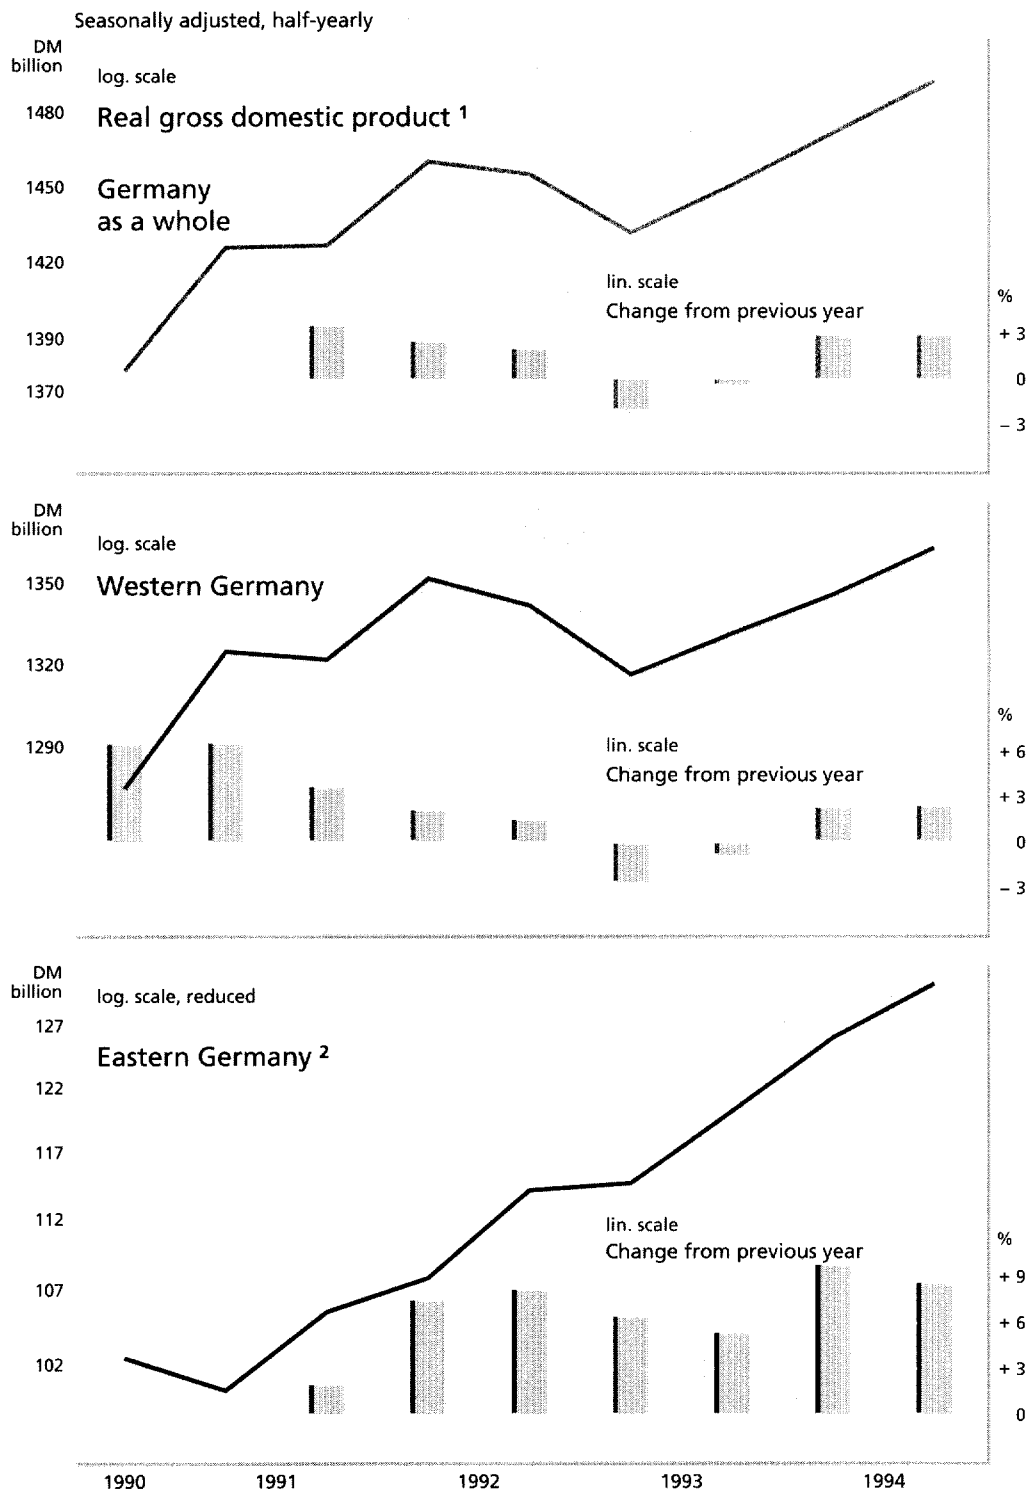 Seasonally adjusted, half-yearly
DM
billion
log. scale
1480
Real gross domestic product 1
1450
Germany
as a whole
1420
lin. scale
Change from previous year
%
+ 3
1390
0
1370
– 3
DM
billion
log. scale
1350
Western Germany
1320
%
1290
lin. scale
+ 6
Change from previous year
+ 3
0
– 3
DM
billion
log. scale, reduced
127
Eastern Germany 2
122
117
112
lin. scale
Change from previous year
%
+ 9
107
+ 6
102
+ 3
0
1990 1991 1992 1993 1994